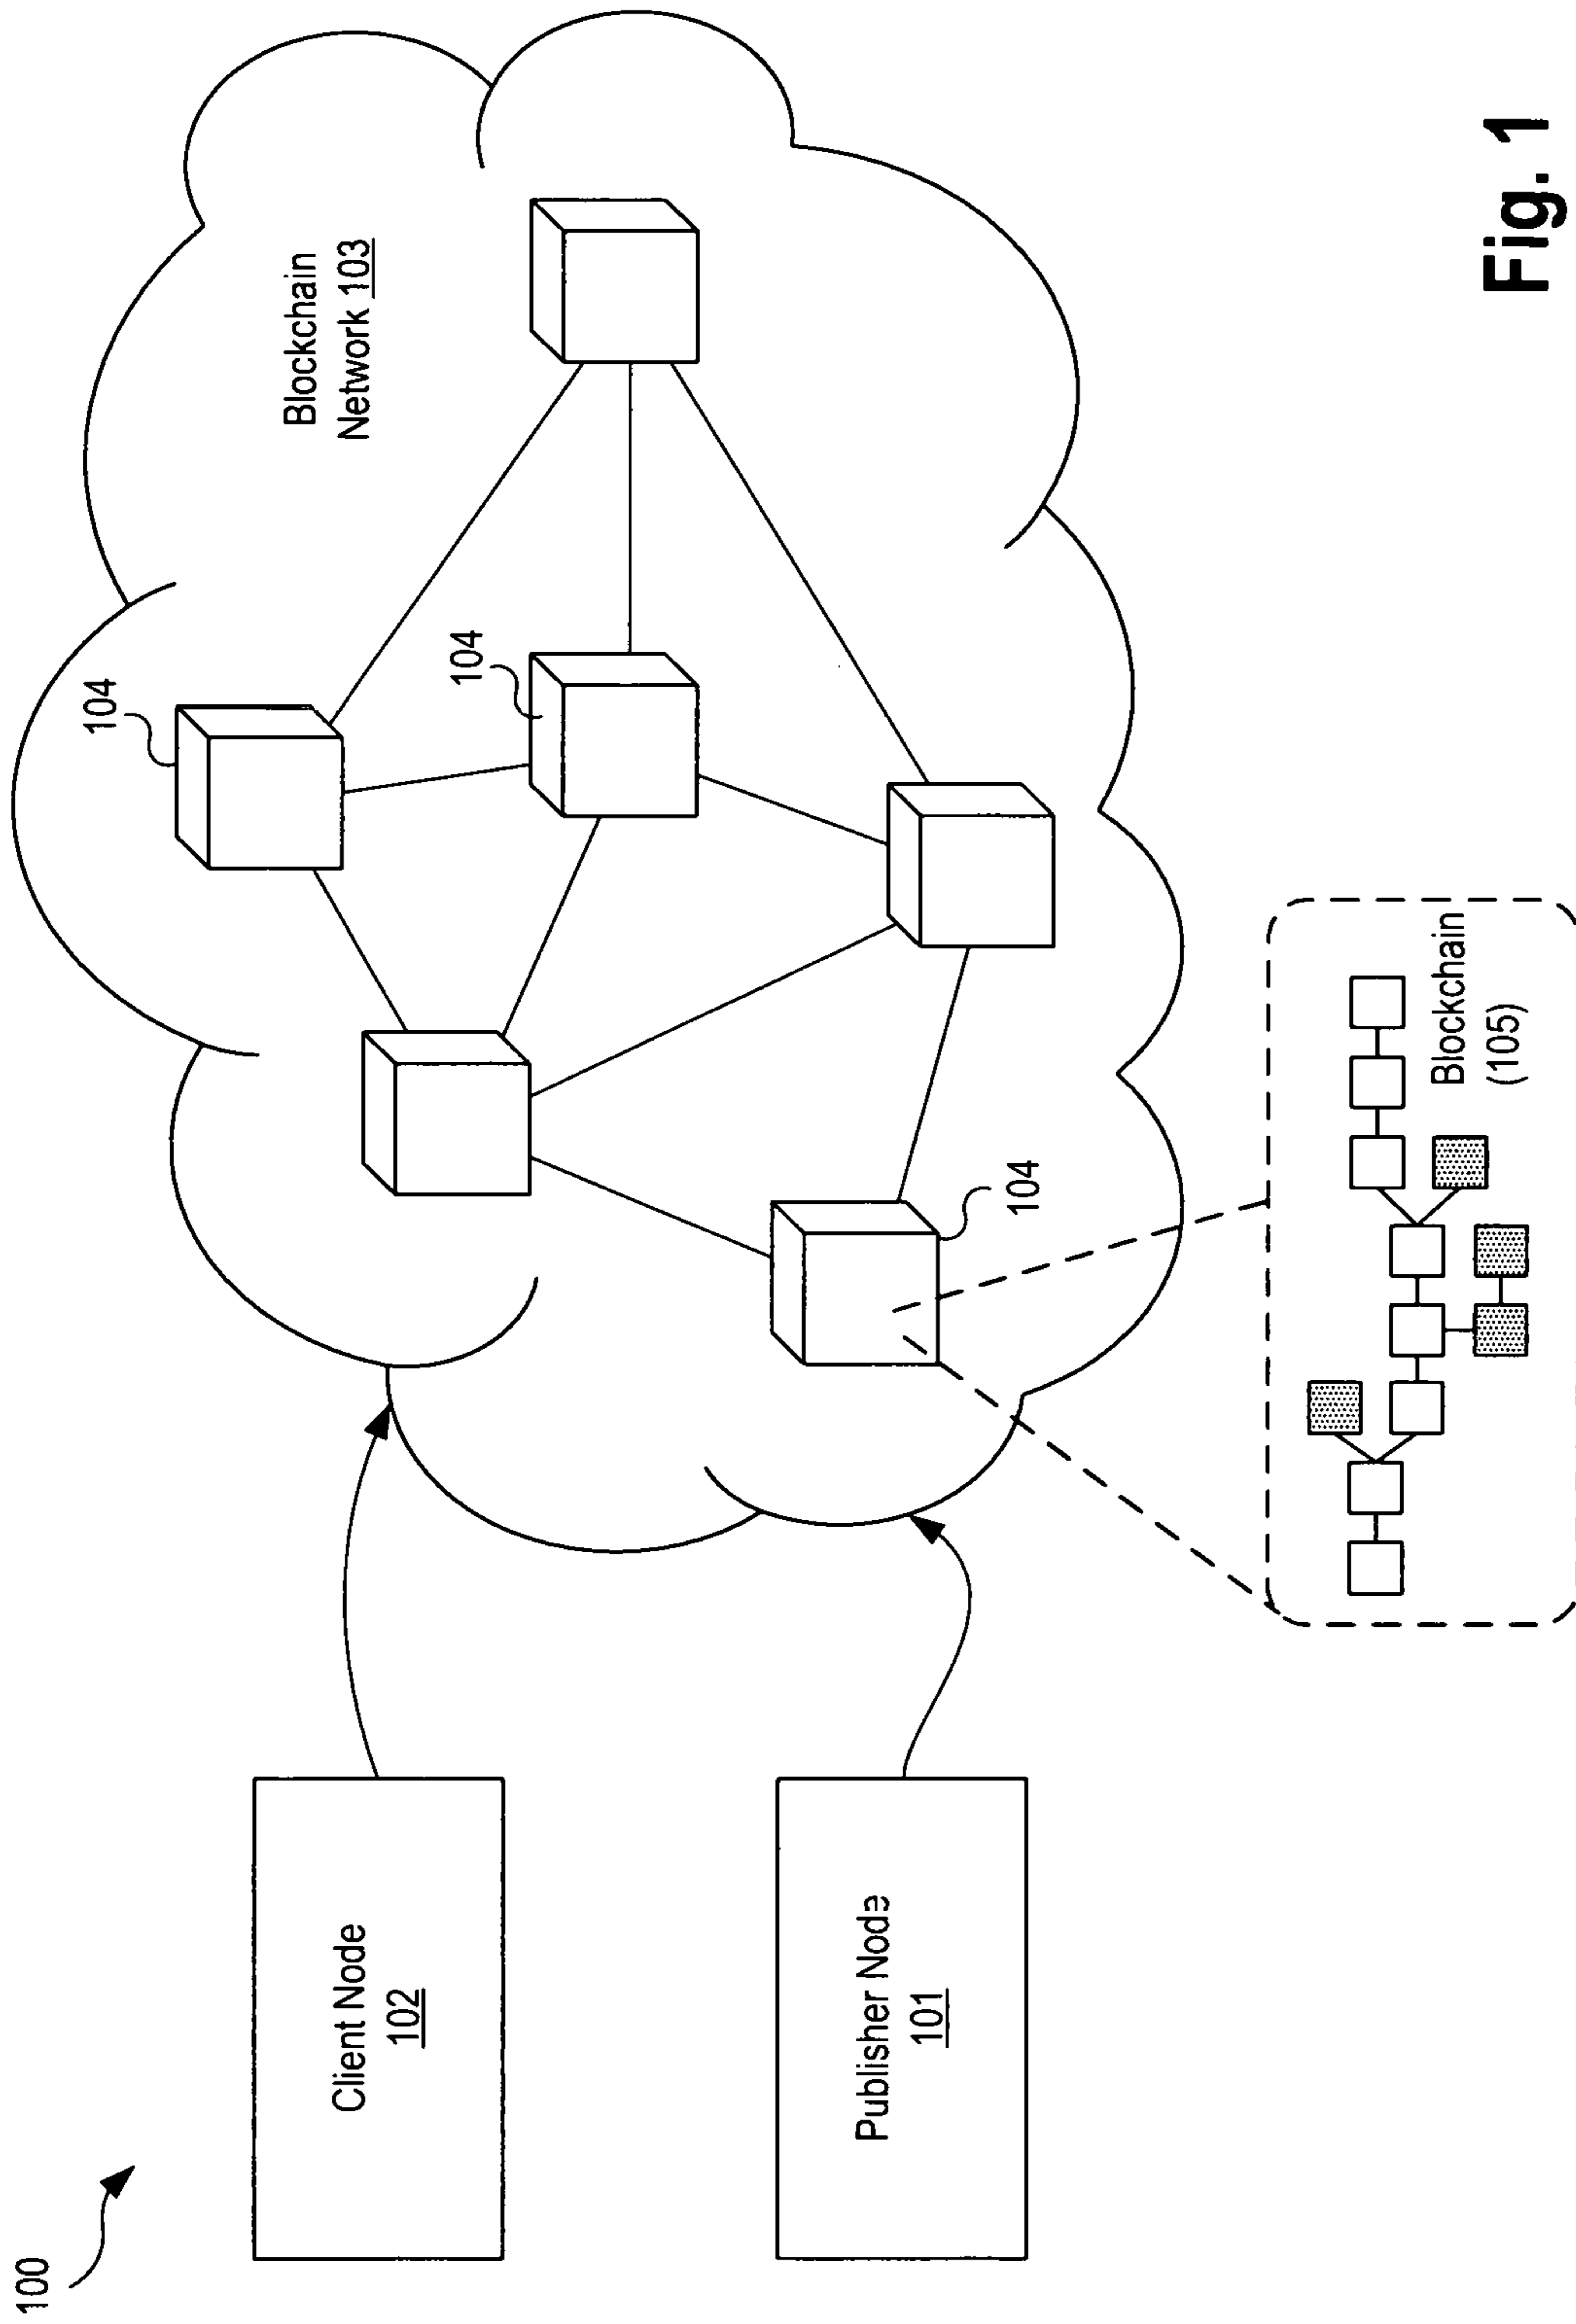 100
Client Node
102
Publisher Node
101
Blockchain
Network 103
104
104
104
Blockchain
(105)
Fig. 1